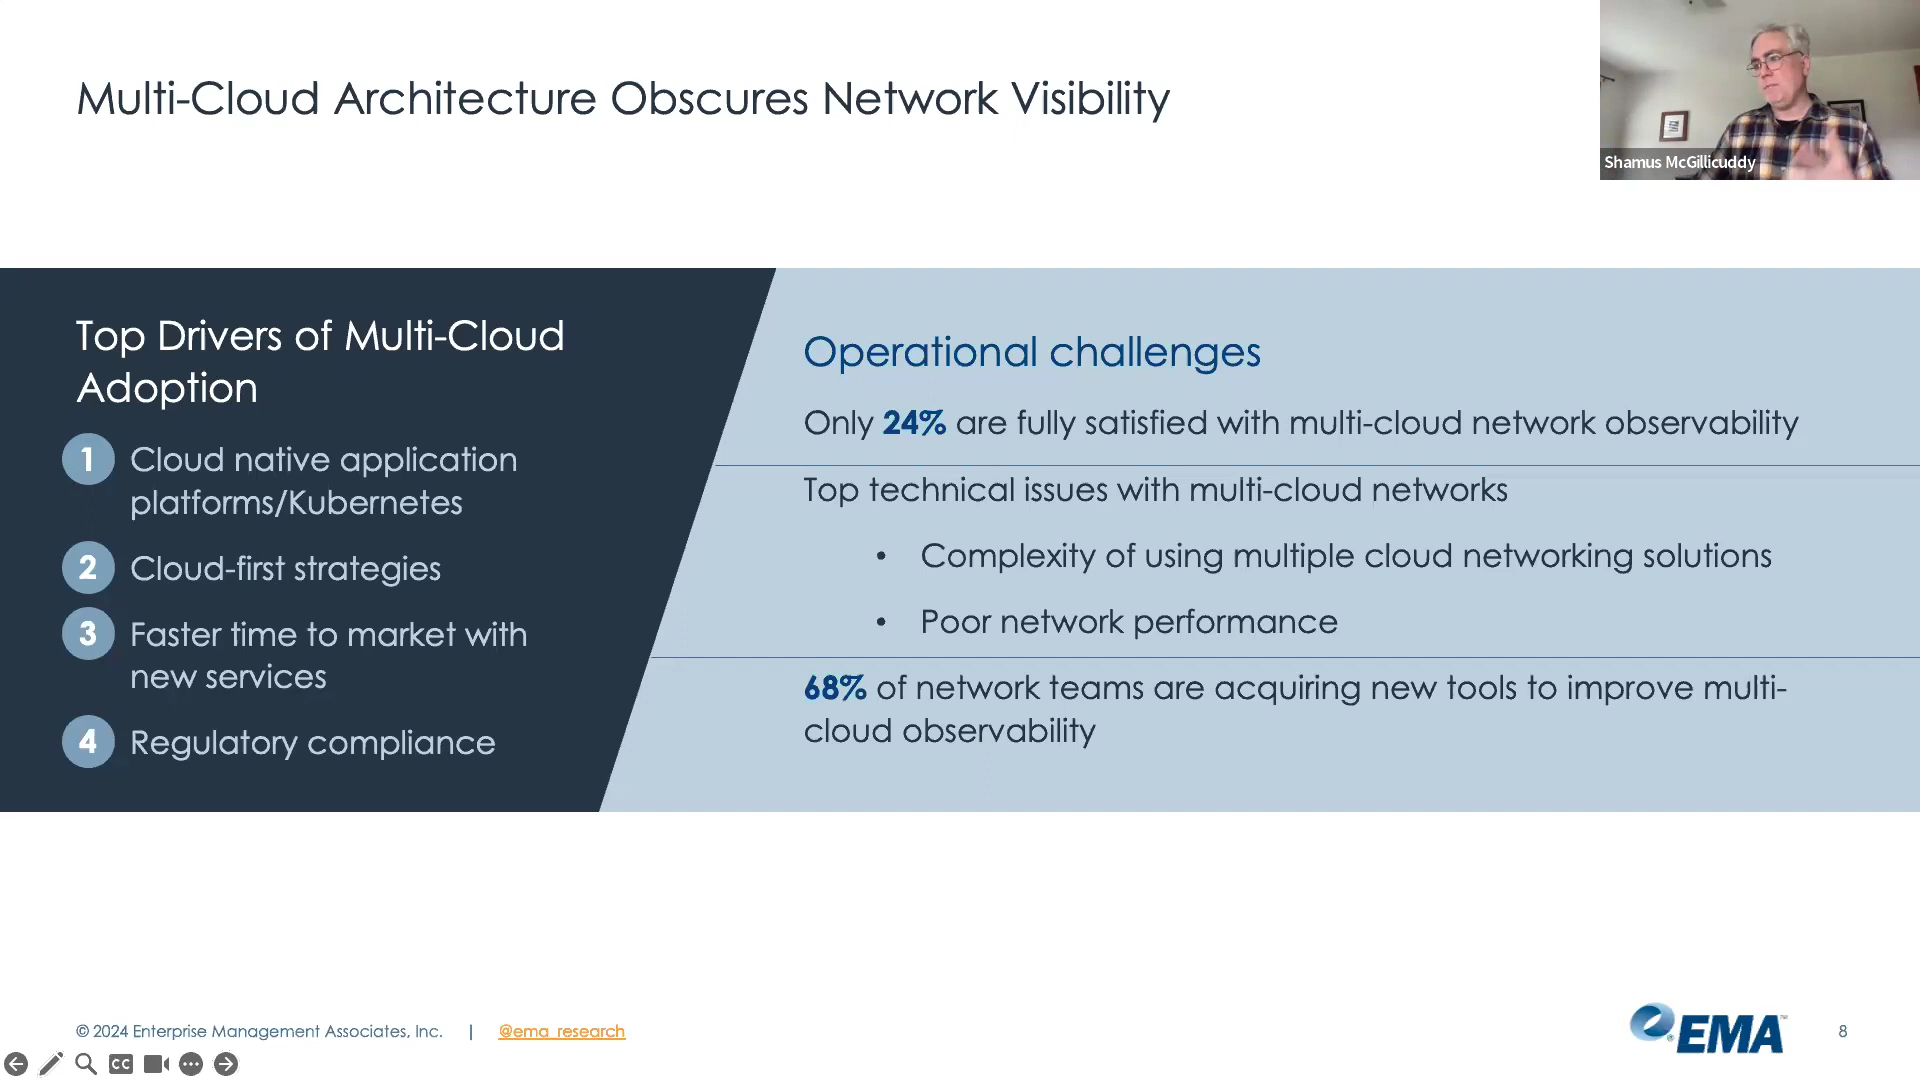 Multi-Cloud Architecture Obscures Network Visibility
Shamus McGillicuddy
Top Drivers of Multi-Cloud
Adoption
1 Cloud native application
platforms/Kubernetes
2 Cloud-first strategies
3 Faster time to market with
new services
4 Regulatory compliance
Operational challenges
Only 24% are fully satisfied with multi-cloud network observability
Top technical issues with multi-cloud networks
• Complexity of using multiple cloud networking solutions
• Poor network performance
68% of network teams are acquiring new tools to improve multi-
cloud observability
© 2024 Enterprise Management Associates, Inc. | @ema_research
EMA™
8
CC